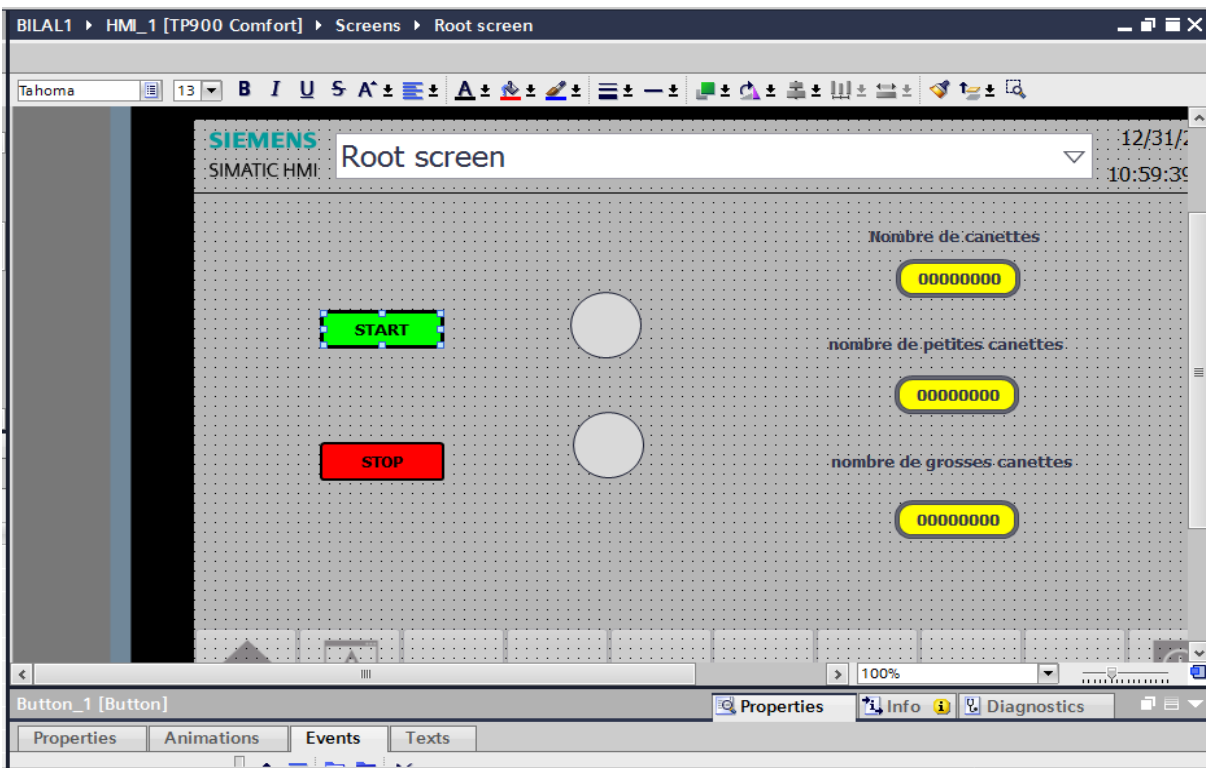 BILAL1 ▸ HMI_1 [TP900 Comfort] ▸ Screens ▸ Root screen
Tahoma 13 B I U S A A
SIEMENS
SIMATIC HMI
Root screen
12/31/
10:59:39
Nombre de canettes
00000000
START
nombre de petites canettes
00000000
STOP
nombre de grosses canettes
00000000
100%
Button_1 [Button]
Properties Info Diagnostics
Properties Animations Events Texts